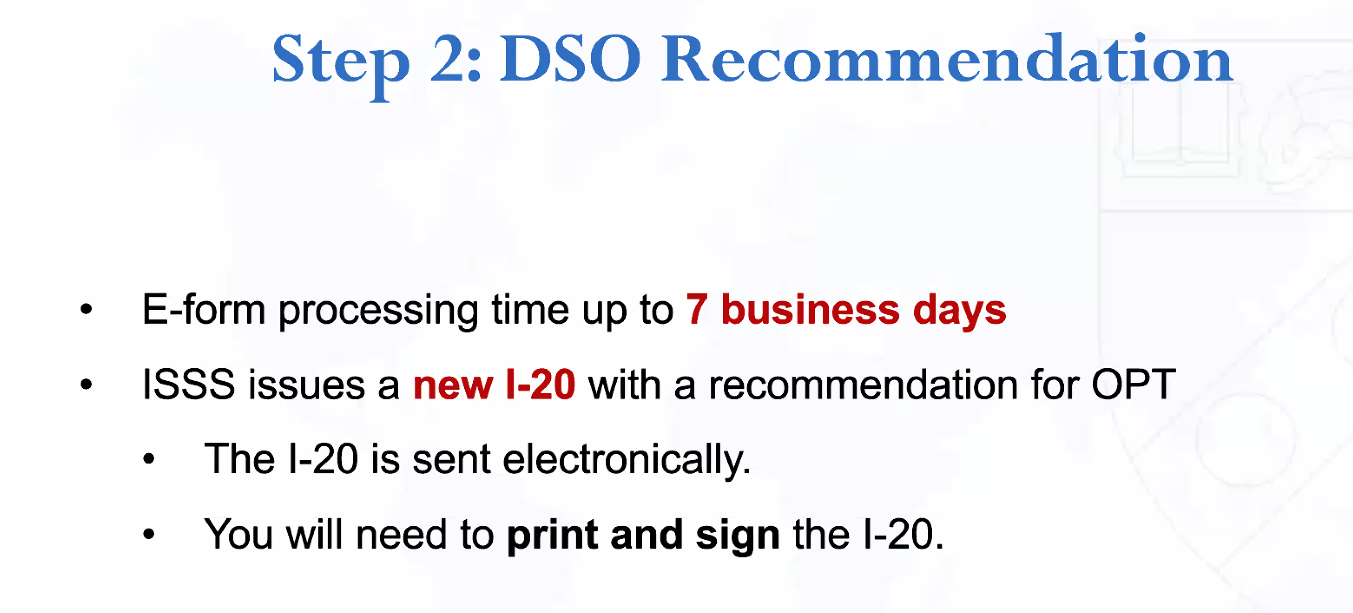 Step 2: DSO Recommendation
• E-form processing time up to 7 business days
• ISSS issues a new I-20 with a recommendation for OPT
• The I-20 is sent electronically.
• You will need to print and sign the I-20.